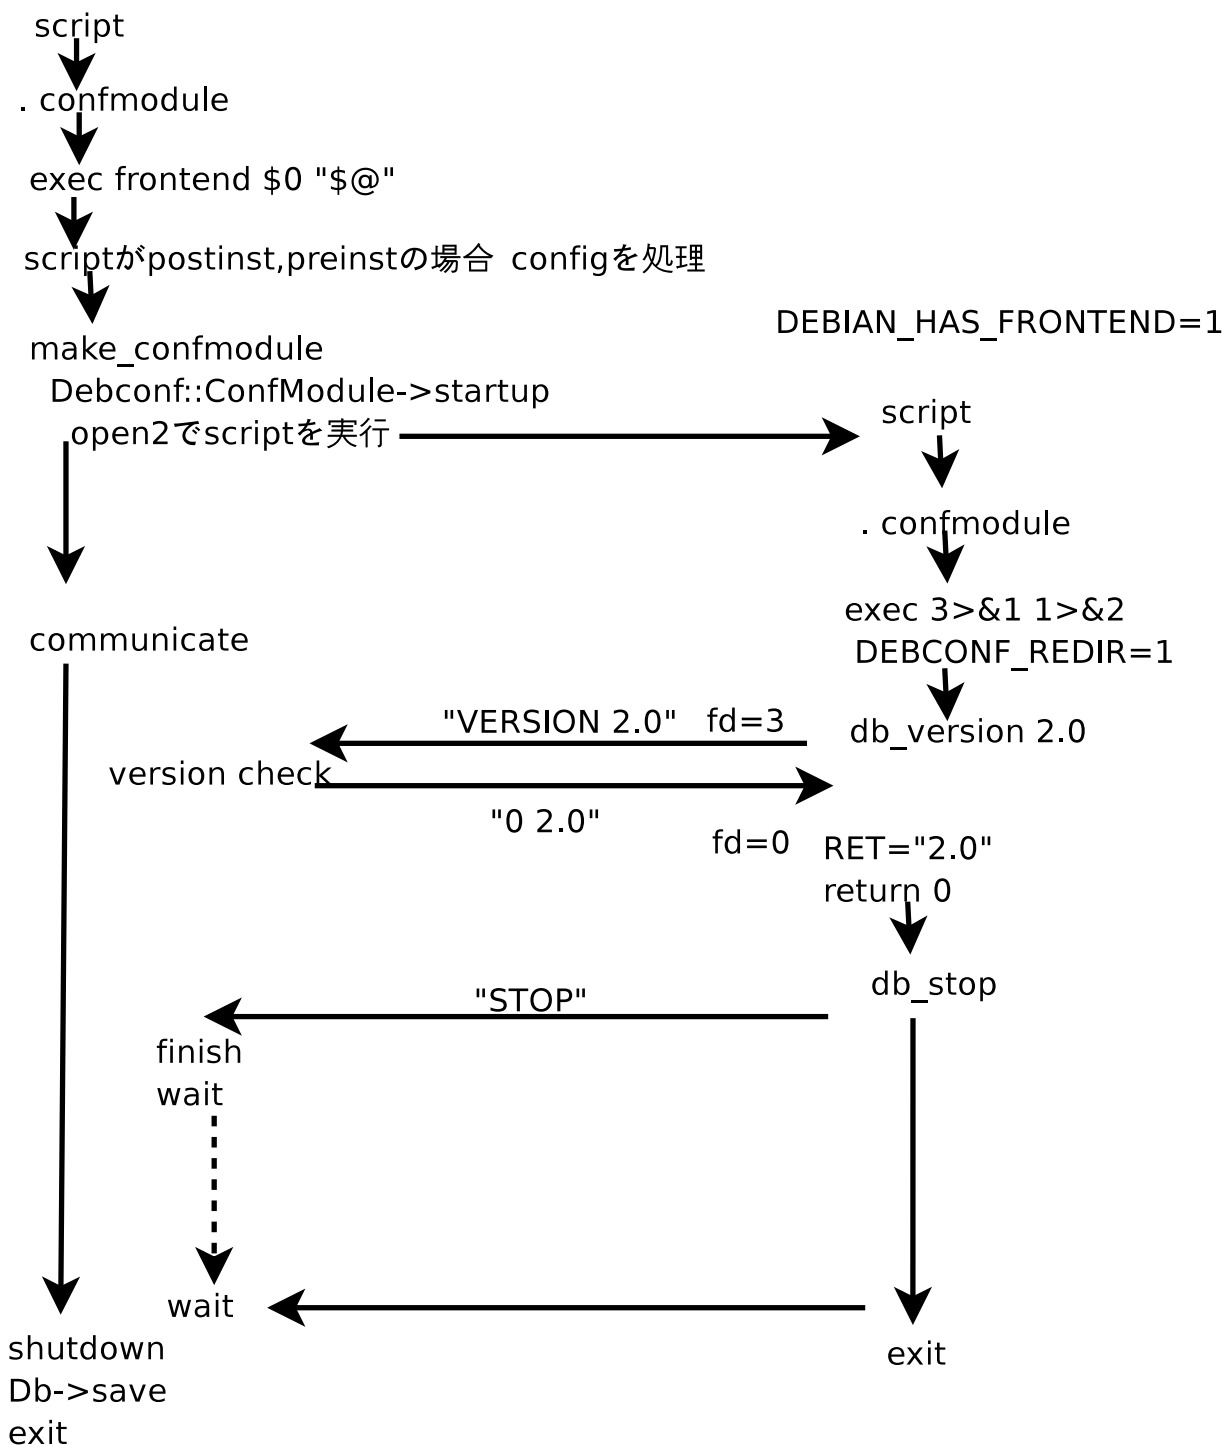 script
. confmodule
exec frontend $0 "$@"
scriptがpostinst,preinstの場合 configを処理
make_confmodule
Debconf::ConfModule->startup
open2でscriptを実行
DEBIAN_HAS_FRONTEND=1
script
. confmodule
exec 3>&1 1>&2
DEBCONF_REDIR=1
communicate
"VERSION 2.0" fd=3
db_version 2.0
version check
"0 2.0"
fd=0
RET="2.0"
return 0
db_stop
"STOP"
finish
wait
wait
exit
shutdown
Db->save
exit